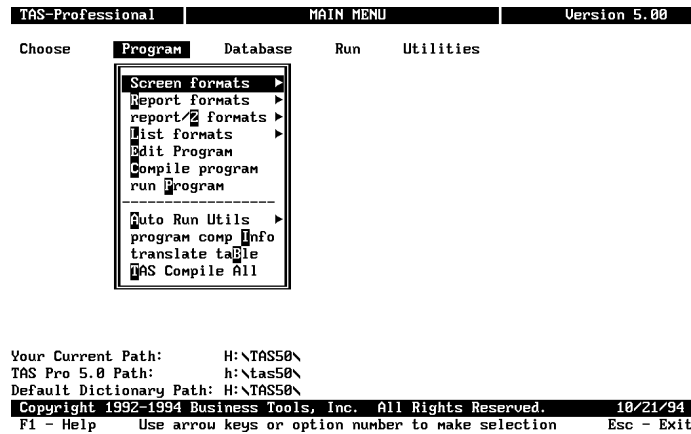 TAS-Professional MAIN MENU Version 5.00
Choose Program Database Run Utilities
Screen formats ►
Report formats ►
report/2 formats ►
List formats ►
Edit Program
Compile program
run Program
------------------
Auto Run Utils ►
program comp Info
translate taBle
TAS Compile All
Your Current Path: H:\TAS50\
TAS Pro 5.0 Path: h:\tas50\
Default Dictionary Path: H:\TAS50\
Copyright 1992-1994 Business Tools, Inc. All Rights Reserved. 10/21/94
F1 - Help Use arrow keys or option number to make selection Esc - Exit